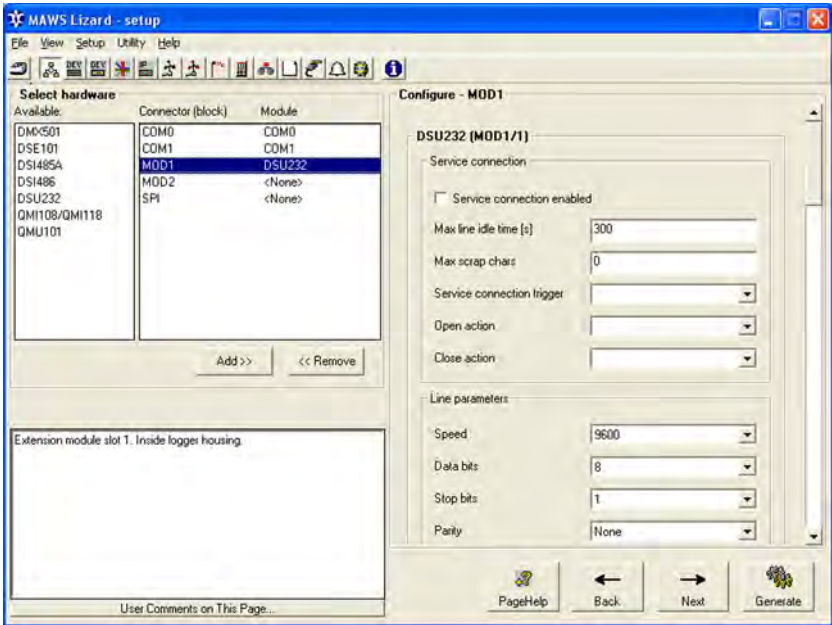 MAWS Lizard - setup
File View Setup Utility Help
Select hardware
Available:
DMX501
DSE101
DSI485A
DSI486
DSU232
QMI108/QMI118
QMU101
Connector (block) Module
COM0 COM0
COM1 COM1
MOD1 DSU232
MOD2 <None>
SPI <None>
Add >> << Remove
Extension module slot 1. Inside logger housing.
User Comments on This Page...
Configure - MOD1
DSU232 (MOD1/1)
Service connection
Service connection enabled
Max line idle time [s] 300
Max scrap chars 0
Service connection trigger
Open action
Close action
Line parameters
Speed 9600
Data bits 8
Stop bits 1
Parity None
PageHelp Back Next Generate